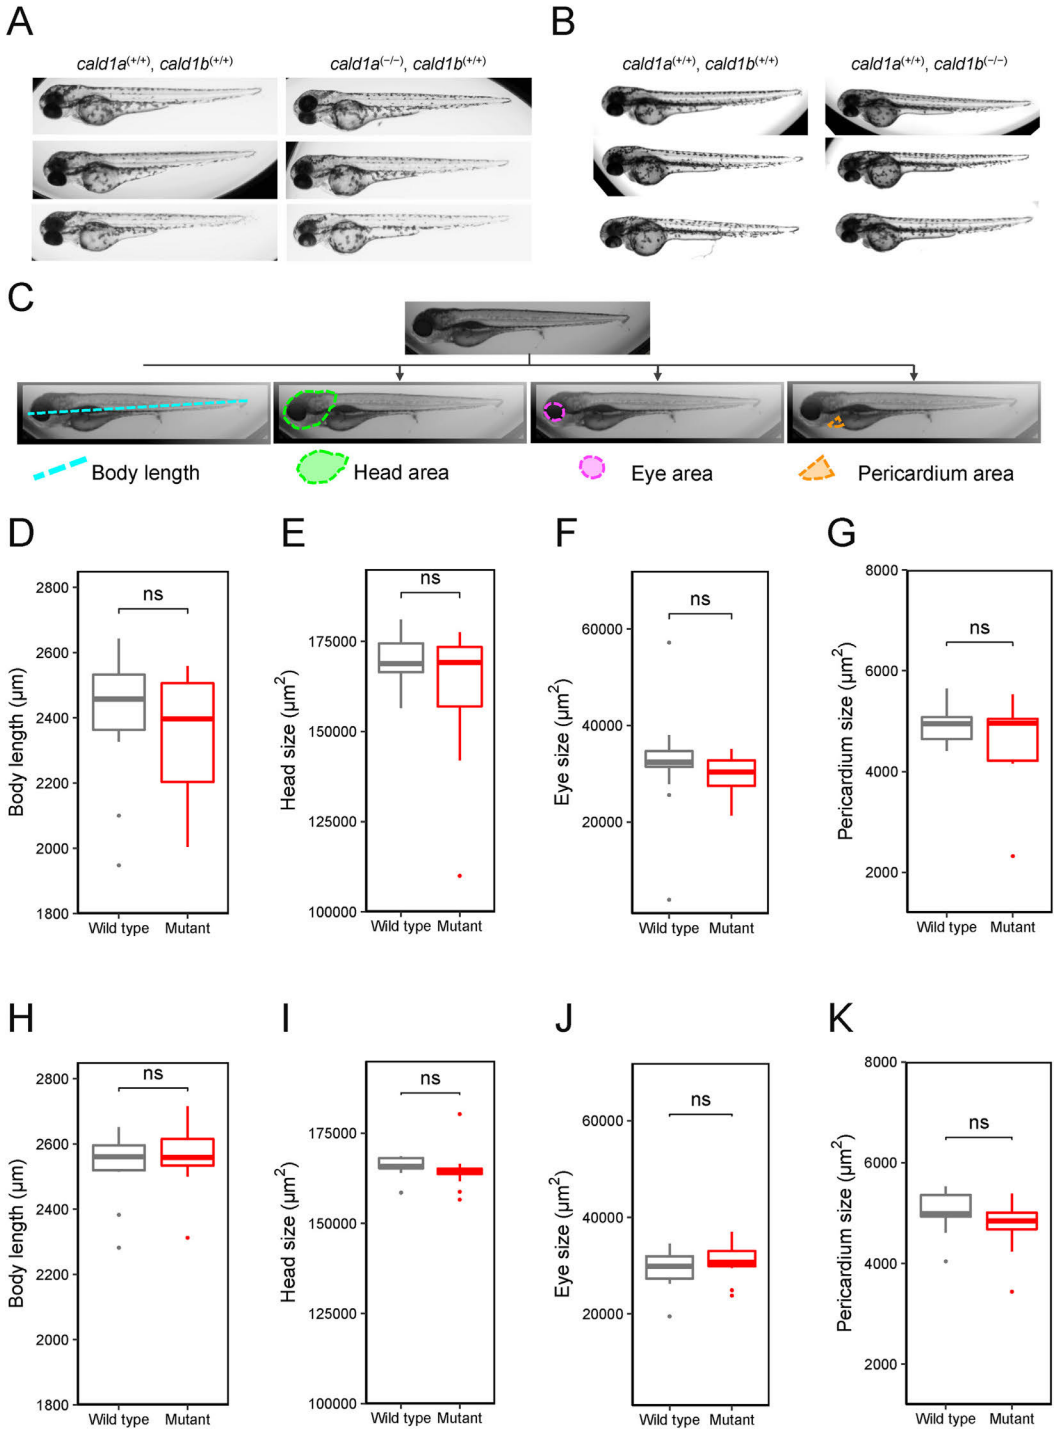 A
B
cald1a(+/+), cald1b(+/+)
cald1a(−/−), cald1b(+/+)
cald1a(+/+), cald1b(+/+)
cald1a(+/+), cald1b(−/−)
C
Body length
Head area
Eye area
Pericardium area
D
Body length (μm)
2800
2600
2400
2200
2000
1800
ns
Wild type
Mutant
E
Head size (μm2)
175000
150000
125000
100000
ns
Wild type
Mutant
F
Eye size (μm2)
60000
40000
20000
ns
Wild type
Mutant
G
Pericardium size (μm2)
8000
6000
4000
2000
ns
Wild type
Mutant
H
Body length (μm)
2800
2600
2400
2200
2000
1800
ns
Wild type
Mutant
I
Head size (μm2)
175000
150000
125000
100000
ns
Wild type
Mutant
J
Eye size (μm2)
60000
40000
20000
ns
Wild type
Mutant
K
Pericardium size (μm2)
8000
6000
4000
2000
ns
Wild type
Mutant